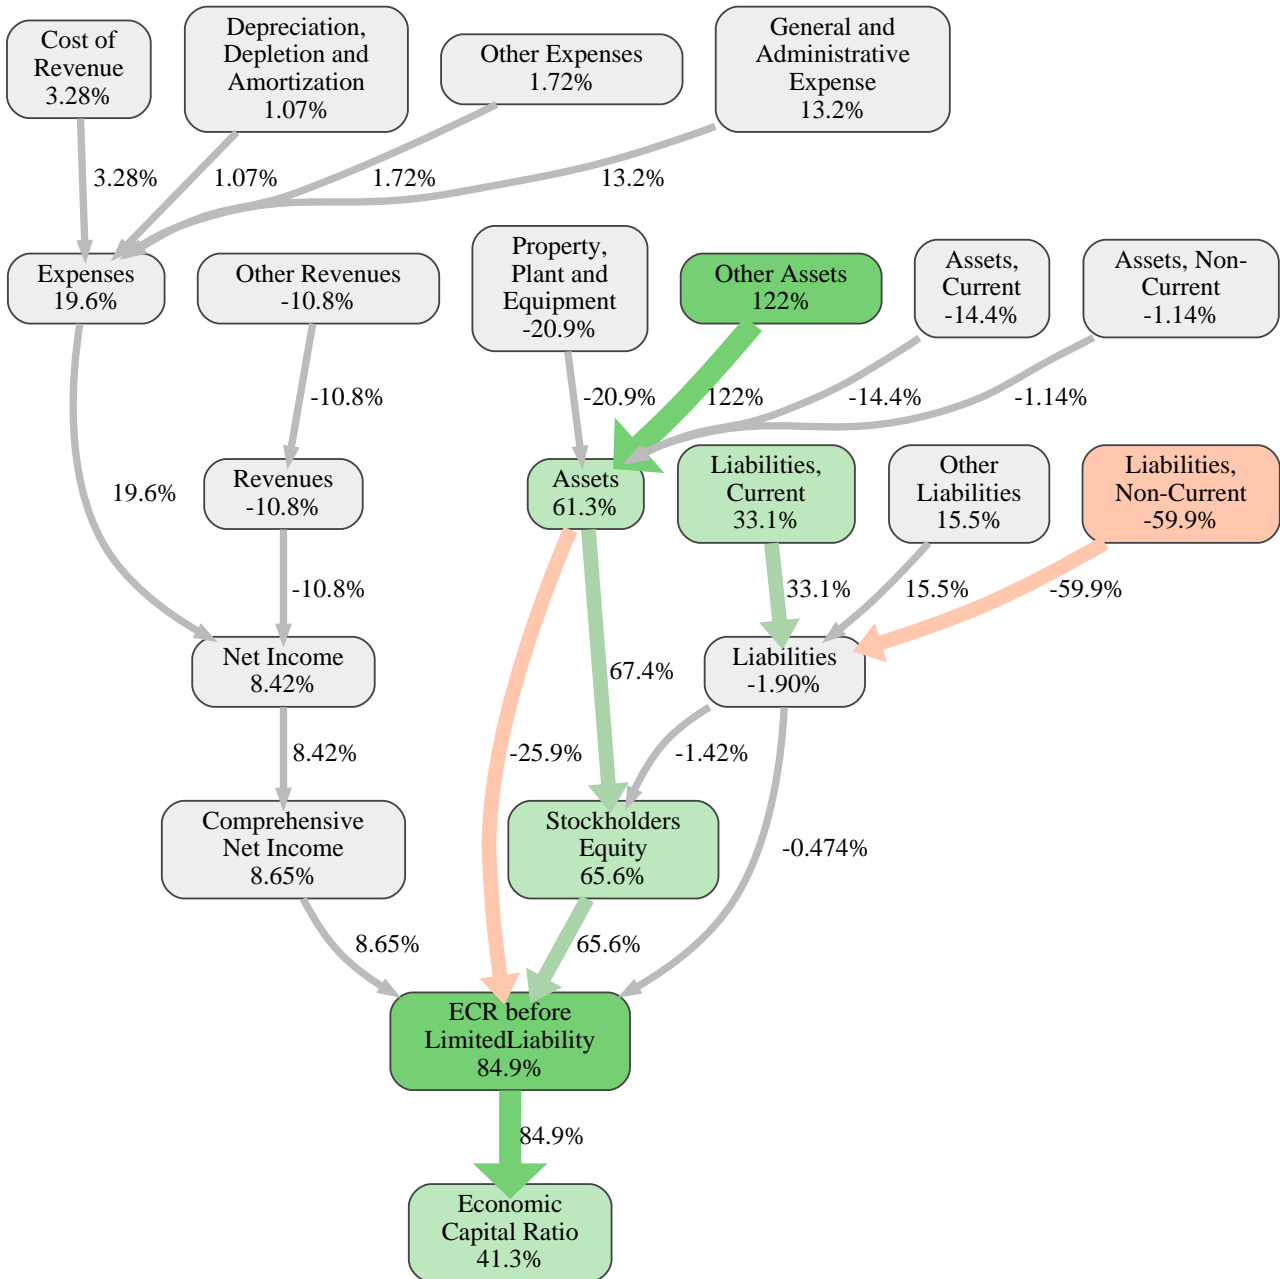 Cost of
Revenue
3.28%
Depreciation,
Depletion and
Amortization
1.07%
Other Expenses
1.72%
General and
Administrative
Expense
13.2%
3.28%
1.07%
1.72%
13.2%
Expenses
19.6%
Other Revenues
-10.8%
Property,
Plant and
Equipment
-20.9%
Other Assets
122%
Assets,
Current
-14.4%
Assets, Non-
Current
-1.14%
-10.8%
-20.9%
122%
-14.4%
-1.14%
Revenues
-10.8%
Assets
61.3%
Liabilities,
Current
33.1%
Other
Liabilities
15.5%
Liabilities,
Non-Current
-59.9%
19.6%
-10.8%
33.1%
15.5%
-59.9%
Net Income
8.42%
67.4%
Liabilities
-1.90%
8.42%
-25.9%
-1.42%
Comprehensive
Net Income
8.65%
Stockholders
Equity
65.6%
-0.474%
8.65%
65.6%
ECR before
LimitedLiability
84.9%
84.9%
Economic
Capital Ratio
41.3%